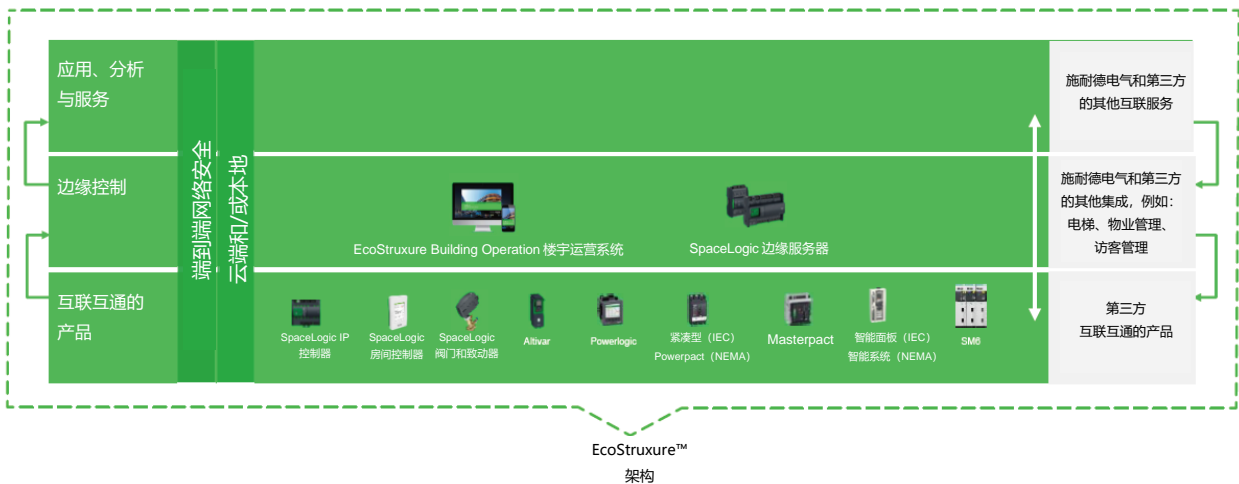 应用、分析
与服务
端到端网络安全
云端和/或本地
施耐德电气和第三方
的其他互联服务
边缘控制
EcoStruxure Building Operation 楼宇运营系统
SpaceLogic 边缘服务器
施耐德电气和第三方
的其他集成，例如：
电梯、物业管理、
访客管理
互联互通的
产品
SpaceLogic IP
控制器
SpaceLogic
房间控制器
SpaceLogic
阀门和致动器
Altivar
Powerlogic
紧凑型（IEC）
Powerpact（NEMA）
Masterpact
智能面板（IEC）
智能系统（NEMA）
SM6
第三方
互联互通的产品
EcoStruxure™
架构